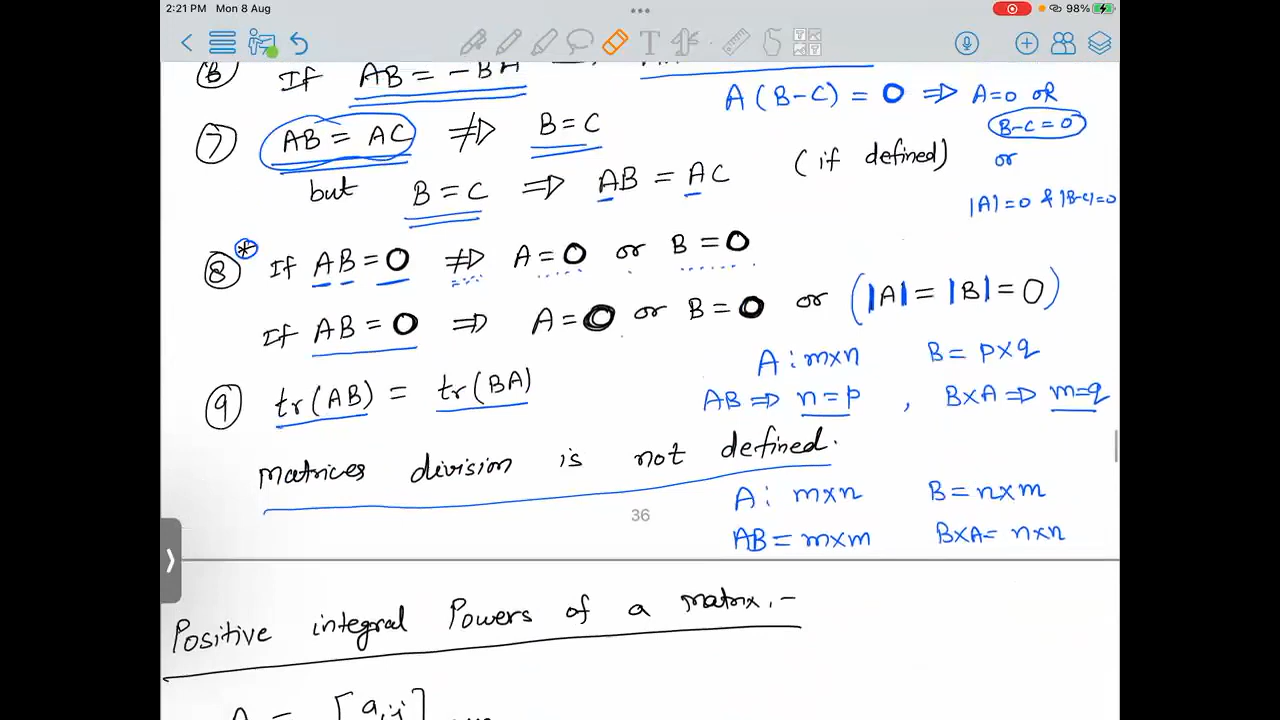 2:21 PM Mon 8 Aug
98%
T
⑥ If AB = -BA
A(B-C) = 0 ⇒ A=0 OR
B-C = 0
or
|A|=0 & |B-C|=0
⑦ AB = AC ⇏ B=C
but B=C ⇒ AB = AC (if defined)
⑧* If AB=0 ⇏ A=0 or B=0
If AB=0 ⇒ A=0 or B=0 or (|A|=|B|=0)
A:m×n B=p×q
AB ⇒ n=p , B×A ⇒ m=q
⑨ tr(AB) = tr(BA)
matrices division is not defined.
A: m×n B=n×m
AB=m×m B×A=n×n
36
Positive integral Powers of a matrix.-
A = [aij]